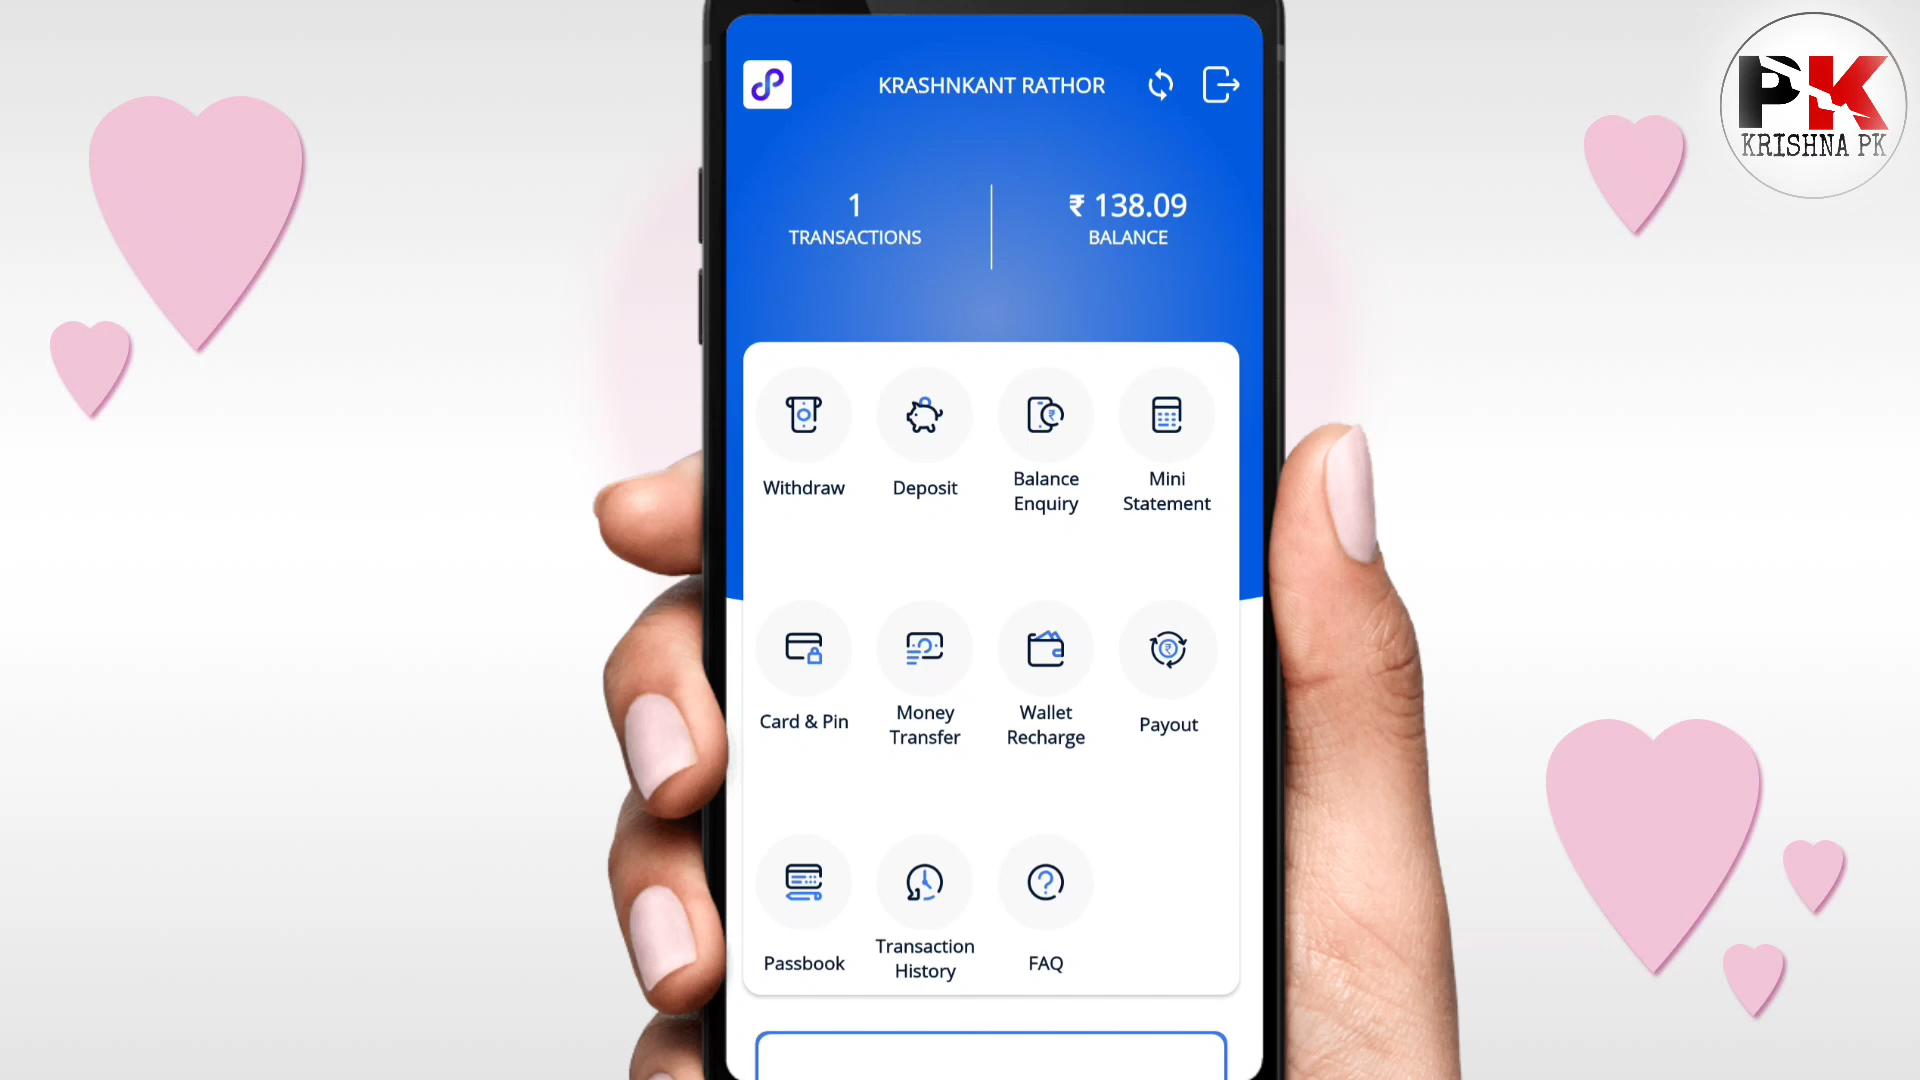 KRASHNKANT RATHOR
PK
KRISHNA PK
1
TRANSACTIONS
₹ 138.09
BALANCE
Withdraw
Deposit
Balance
Enquiry
Mini
Statement
Card & Pin
Money
Transfer
Wallet
Recharge
Payout
Passbook
Transaction
History
FAQ